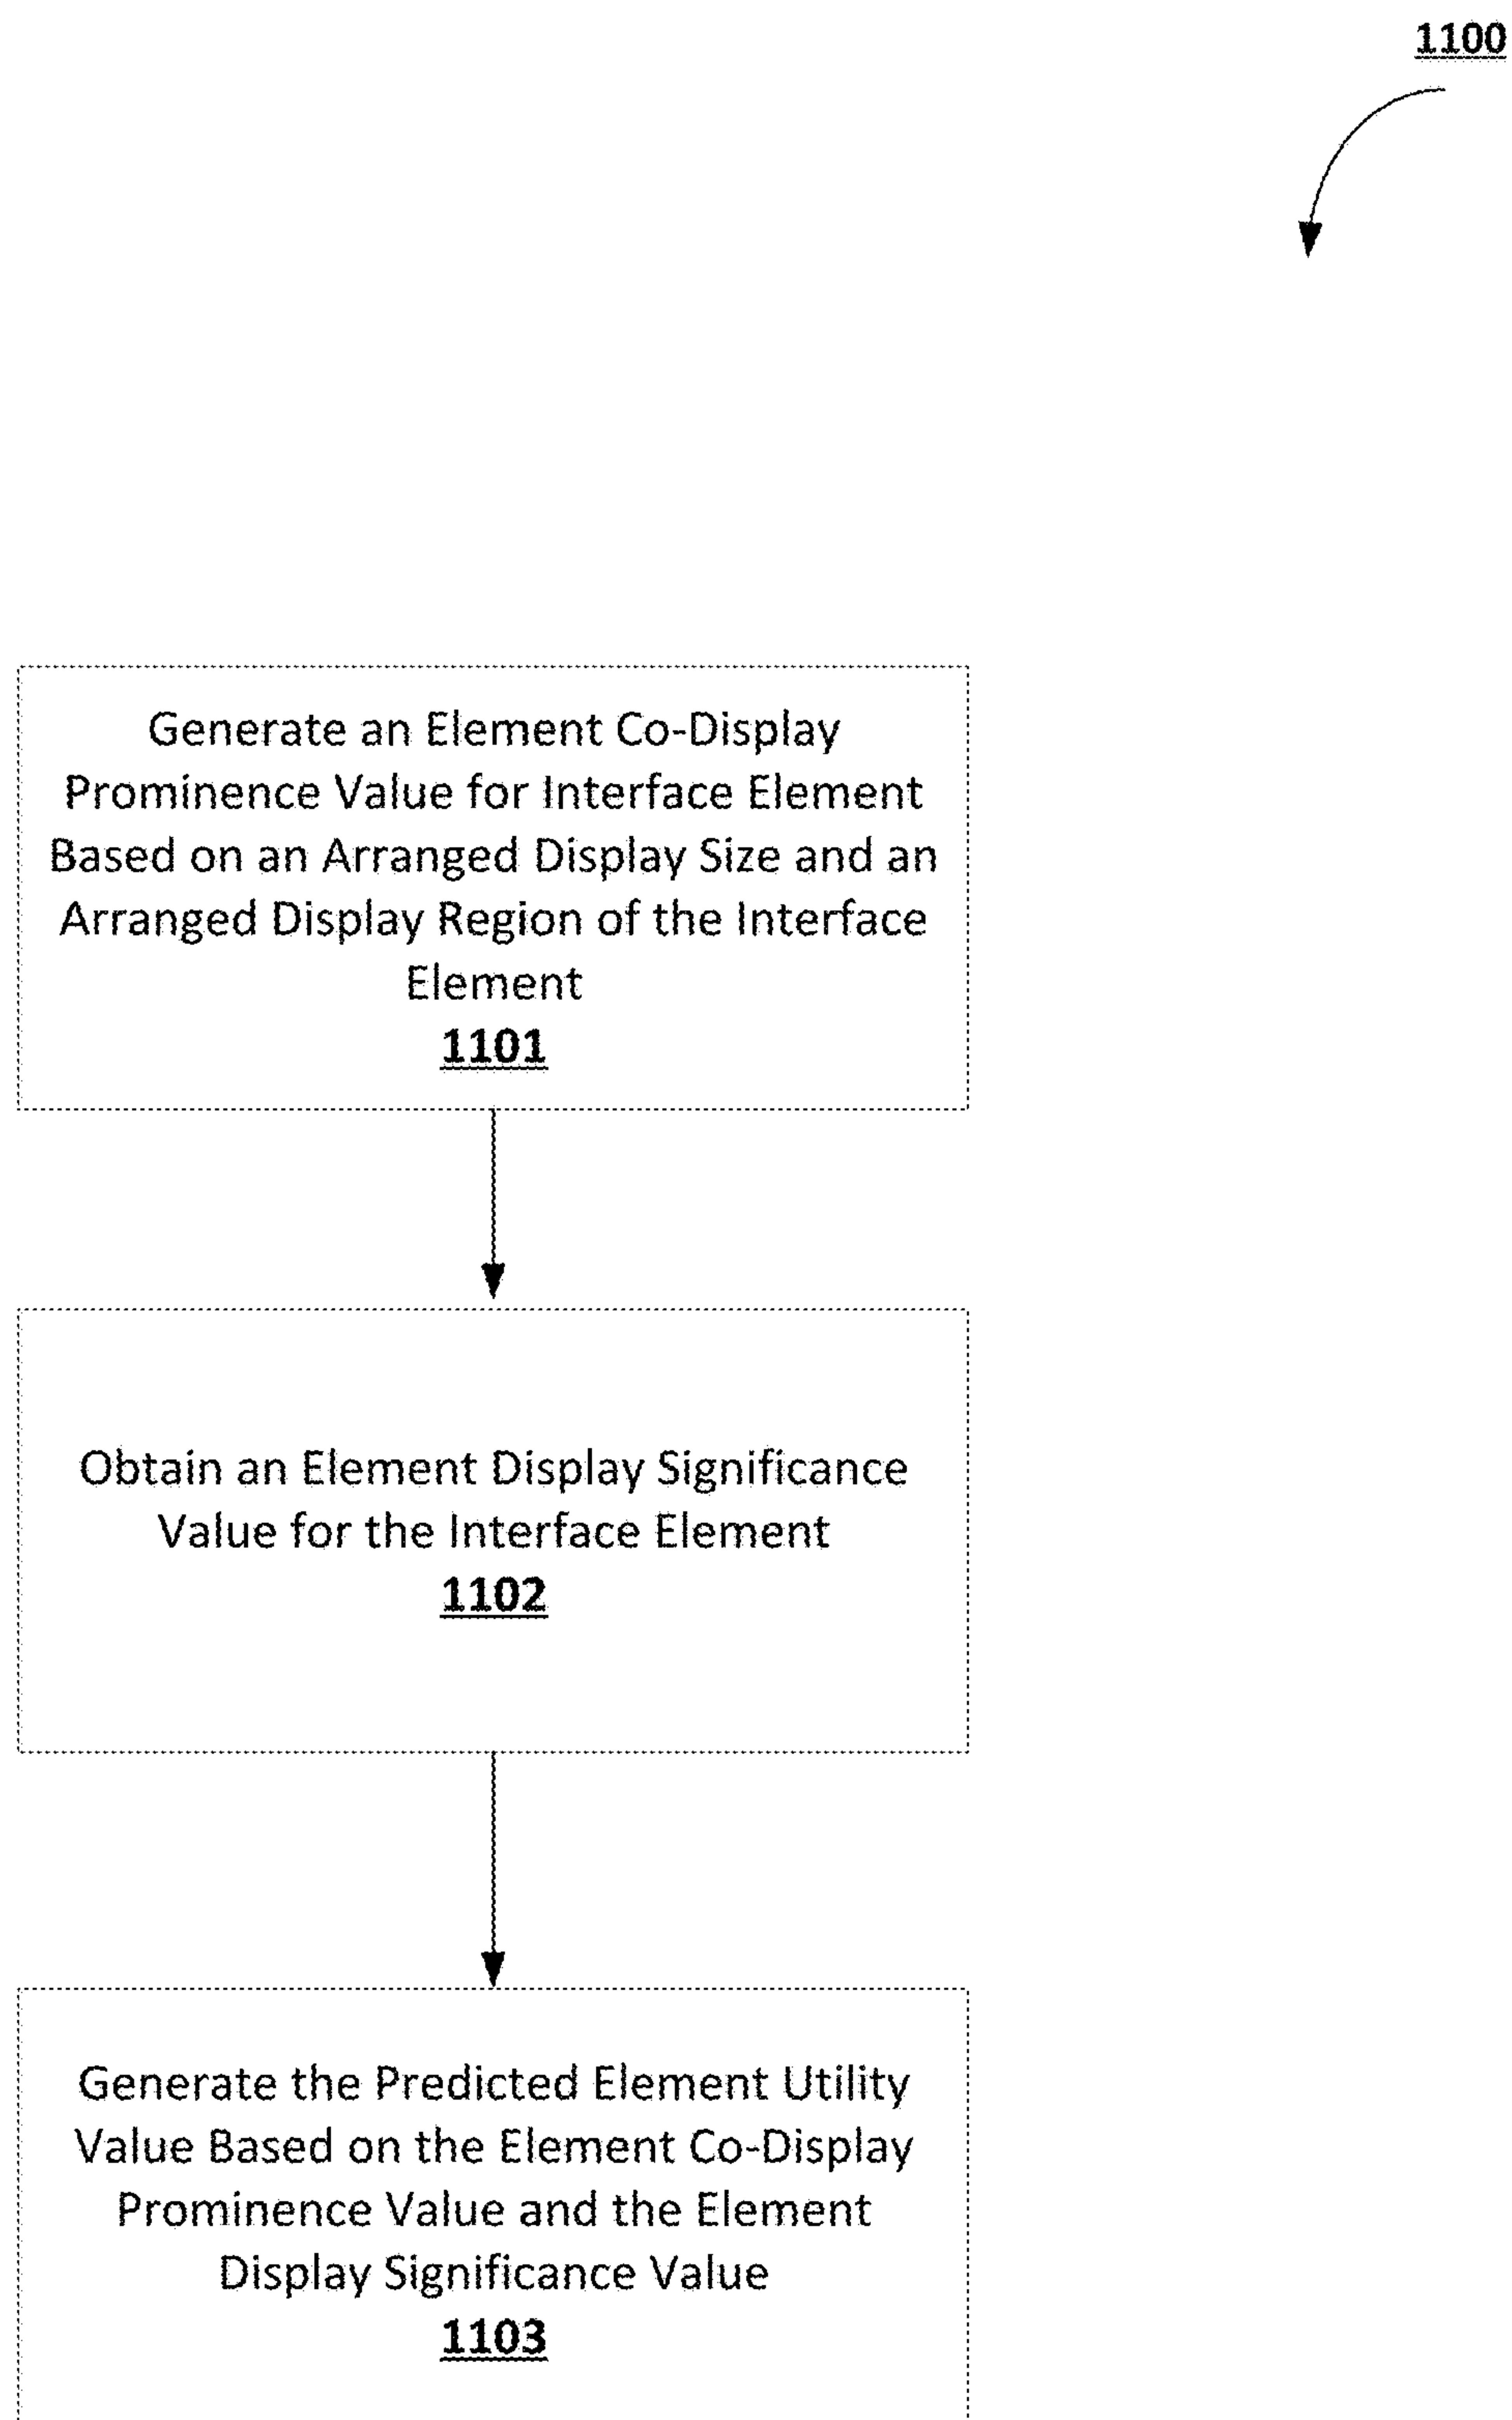 1100
Generate an Element Co-Display
Prominence Value for Interface Element
Based on an Arranged Display Size and an
Arranged Display Region of the Interface
Element
1101
Obtain an Element Display Significance
Value for the Interface Element
1102
Generate the Predicted Element Utility
Value Based on the Element Co-Display
Prominence Value and the Element
Display Significance Value
1103